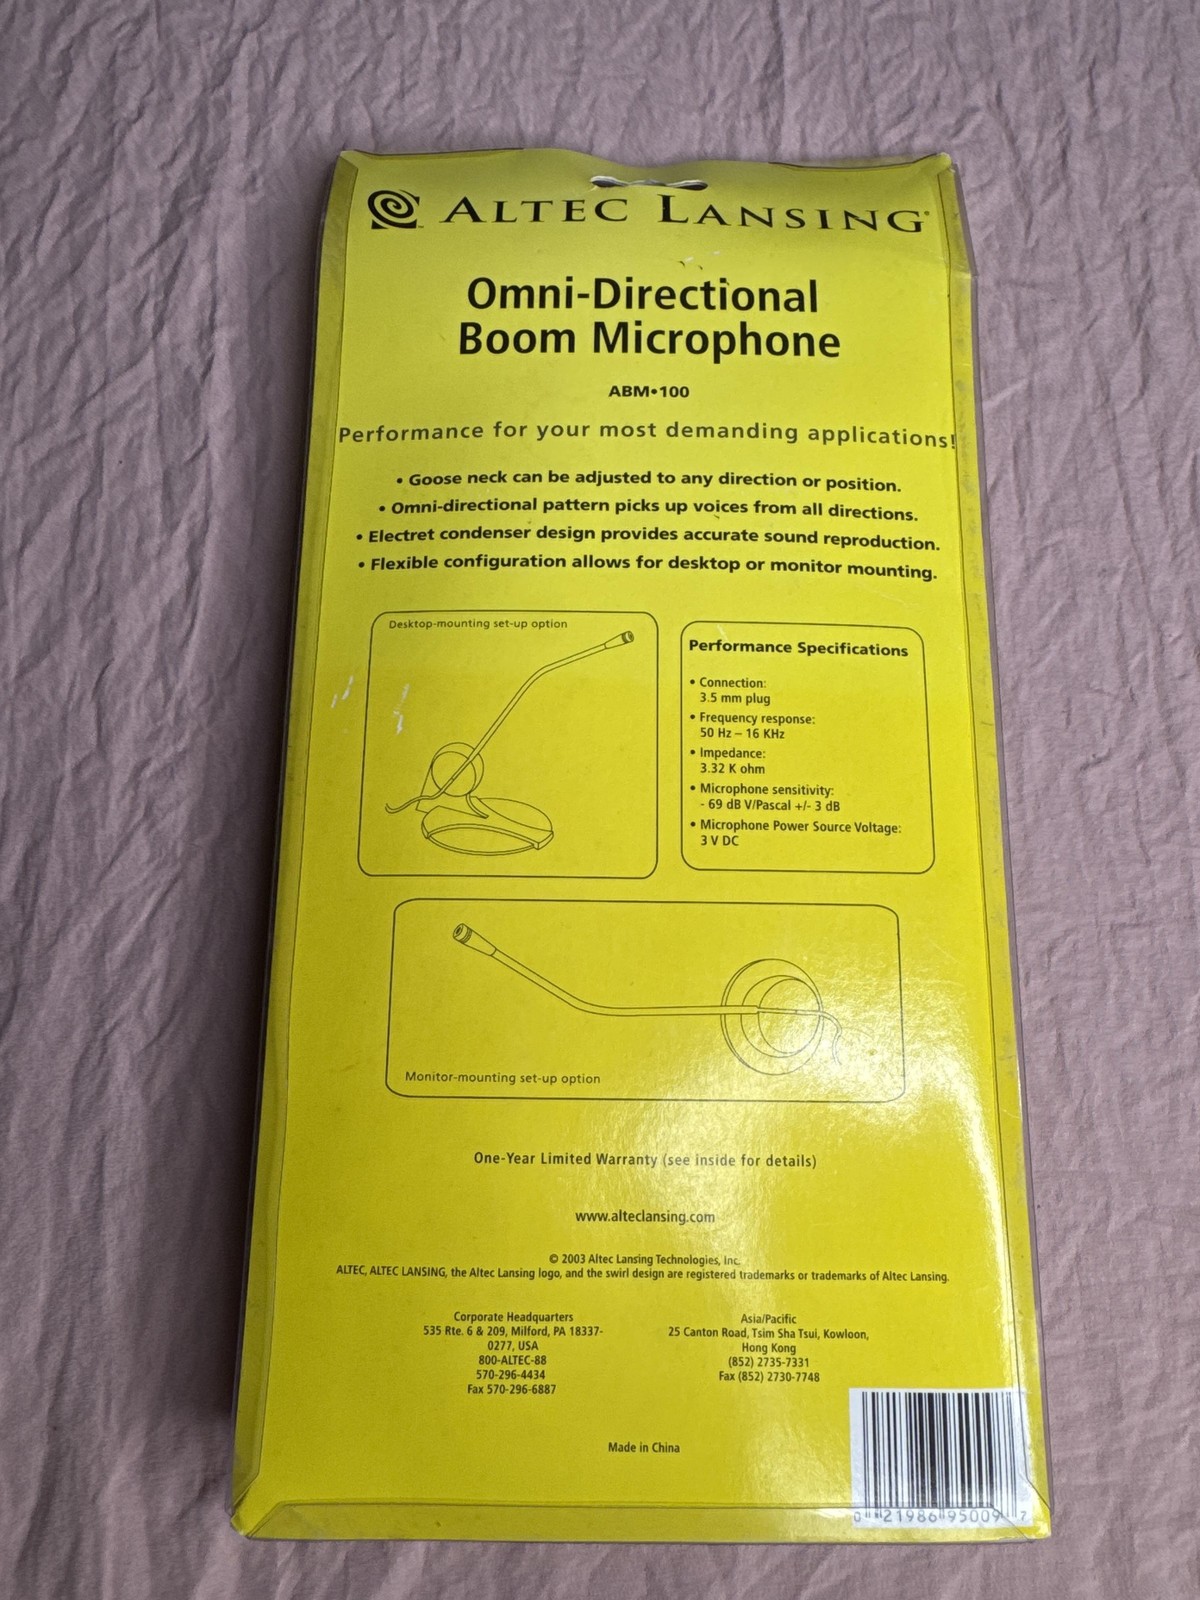 ALTEC LANSING®
Omni-Directional
Boom Microphone
ABM•100
Performance for your most demanding applications!
• Goose neck can be adjusted to any direction or position.
• Omni-directional pattern picks up voices from all directions.
• Electret condenser design provides accurate sound reproduction.
• Flexible configuration allows for desktop or monitor mounting.
Desktop-mounting set-up option
Performance Specifications
• Connection:
3.5 mm plug
• Frequency response:
50 Hz – 16 KHz
• Impedance:
3.32 K ohm
• Microphone sensitivity:
- 69 dB V/Pascal +/- 3 dB
• Microphone Power Source Voltage:
3 V DC
Monitor-mounting set-up option
One-Year Limited Warranty (see inside for details)
www.alteclansing.com
© 2003 Altec Lansing Technologies, Inc.
ALTEC, ALTEC LANSING, the Altec Lansing logo, and the swirl design are registered trademarks or trademarks of Altec Lansing.
Corporate Headquarters
535 Rte. 6 & 209, Milford, PA 18337-
0277, USA
800-ALTEC-88
570-296-4434
Fax 570-296-6887
Asia/Pacific
25 Canton Road, Tsim Sha Tsui, Kowloon,
Hong Kong
(852) 2735-7331
Fax (852) 2730-7748
Made in China
0 21986 95009 7